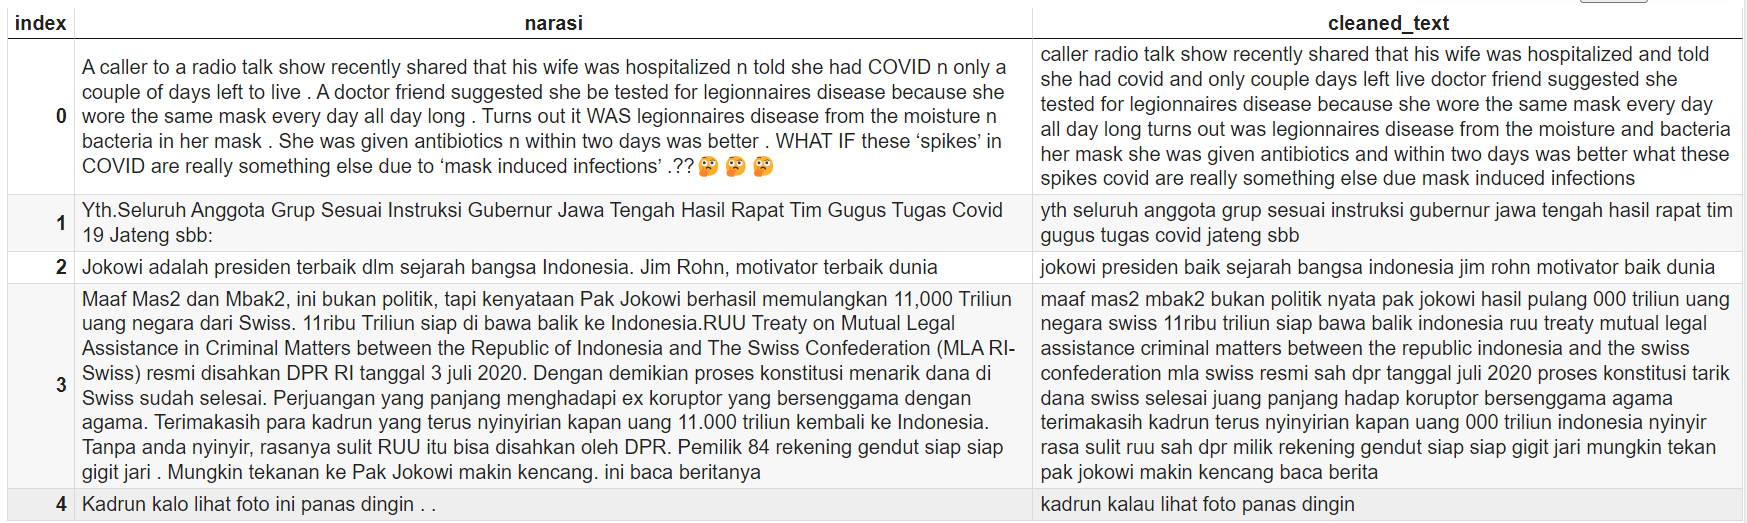 index narasi cleaned_text
0
A caller to a radio talk show recently shared that his wife was hospitalized n told she had COVID n only a
couple of days left to live . A doctor friend suggested she be tested for legionnaires disease because she
wore the same mask every day all day long . Turns out it WAS legionnaires disease from the moisture n
bacteria in her mask . She was given antibiotics n within two days was better . WHAT IF these ‘spikes’ in
COVID are really something else due to ‘mask induced infections’ .??🤔 🤔 🤔
caller radio talk show recently shared that his wife was hospitalized and told
she had covid and only couple days left live doctor friend suggested she
tested for legionnaires disease because she wore the same mask every day
all day long turns out was legionnaires disease from the moisture and bacteria
her mask she was given antibiotics and within two days was better what these
spikes covid are really something else due mask induced infections
1
Yth.Seluruh Anggota Grup Sesuai Instruksi Gubernur Jawa Tengah Hasil Rapat Tim Gugus Tugas Covid
19 Jateng sbb:
yth seluruh anggota grup sesuai instruksi gubernur jawa tengah hasil rapat tim
gugus tugas covid jateng sbb
2
Jokowi adalah presiden terbaik dlm sejarah bangsa Indonesia. Jim Rohn, motivator terbaik dunia
jokowi presiden baik sejarah bangsa indonesia jim rohn motivator baik dunia
3
Maaf Mas2 dan Mbak2, ini bukan politik, tapi kenyataan Pak Jokowi berhasil memulangkan 11,000 Triliun
uang negara dari Swiss. 11ribu Triliun siap di bawa balik ke Indonesia.RUU Treaty on Mutual Legal
Assistance in Criminal Matters between the Republic of Indonesia and The Swiss Confederation (MLA RI-
Swiss) resmi disahkan DPR RI tanggal 3 juli 2020. Dengan demikian proses konstitusi menarik dana di
Swiss sudah selesai. Perjuangan yang panjang menghadapi ex koruptor yang bersenggama dengan
agama. Terimakasih para kadrun yang terus nyinyirian kapan uang 11.000 triliun kembali ke Indonesia.
Tanpa anda nyinyir, rasanya sulit RUU itu bisa disahkan oleh DPR. Pemilik 84 rekening gendut siap siap
gigit jari . Mungkin tekanan ke Pak Jokowi makin kencang. ini baca beritanya
maaf mas2 mbak2 bukan politik nyata pak jokowi hasil pulang 000 triliun uang
negara swiss 11ribu triliun siap bawa balik indonesia ruu treaty mutual legal
assistance criminal matters between the republic indonesia and the swiss
confederation mla swiss resmi sah dpr tanggal juli 2020 proses konstitusi tarik
dana swiss selesai juang panjang hadap koruptor bersenggama agama
terimakasih kadrun terus nyinyirian kapan uang 000 triliun indonesia nyinyir
rasa sulit ruu sah dpr milik rekening gendut siap siap gigit jari mungkin tekan
pak jokowi makin kencang baca berita
4
Kadrun kalo lihat foto ini panas dingin . .
kadrun kalau lihat foto panas dingin